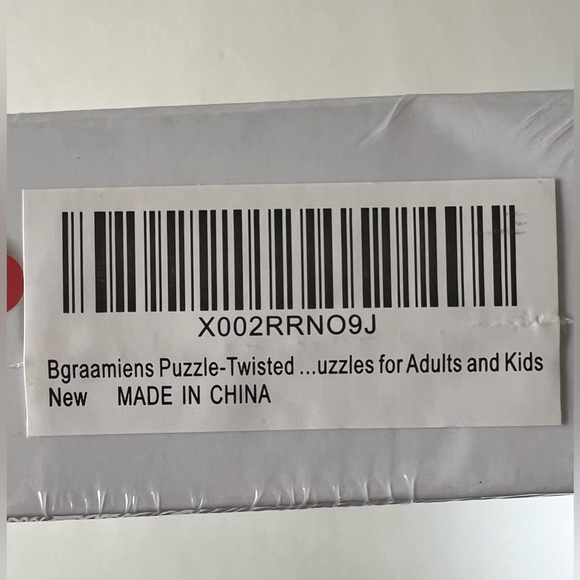 X002RRNO9J
Bgraamiens Puzzle-Twisted ...uzzles for Adults and Kids
New MADE IN CHINA